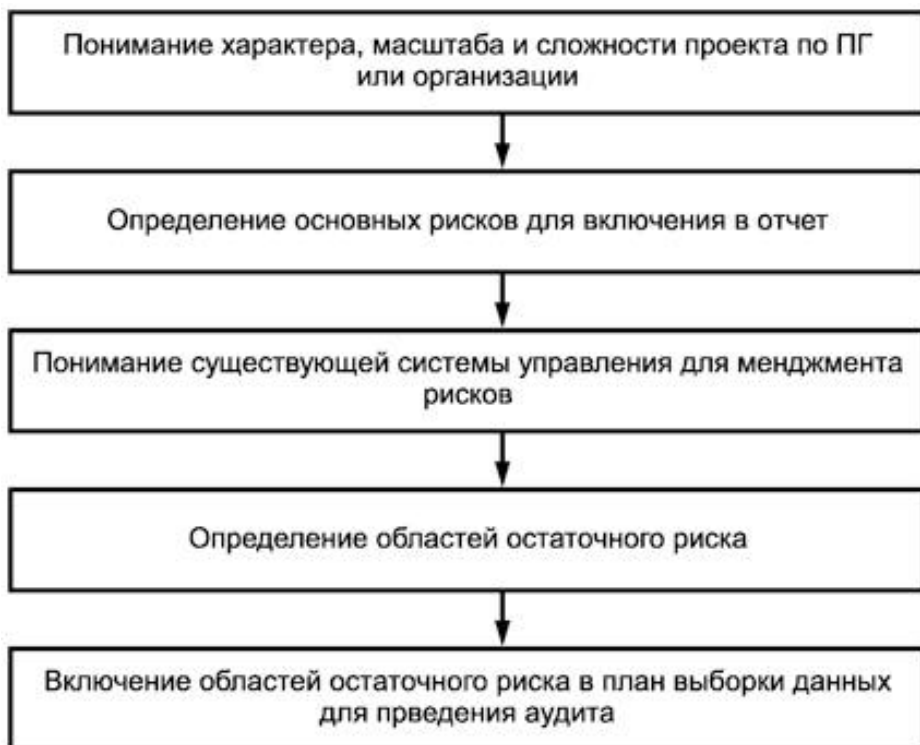 Понимание характера, масштаба и сложности проекта по ПГ
или организации
Определение основных рисков для включения в отчет
Понимание существующей системы управления для менджмента
рисков
Определение областей остаточного риска
Включение областей остаточного риска в план выборки данных
для прведения аудита